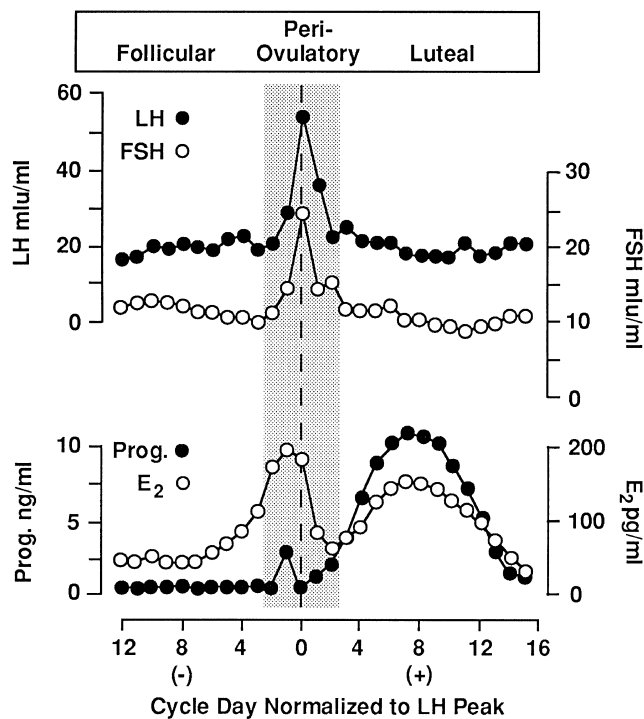 Peri-
Follicular Ovulatory Luteal
60
LH
FSH
40
20
0
LH mlu/ml
30
20
10
0
FSH mlu/ml
Prog.
E2
10
5
0
Prog. ng/ml
200
100
0
E2 pg/ml
12 8 4 0 4 8 12 16
(-) (+)
Cycle Day Normalized to LH Peak